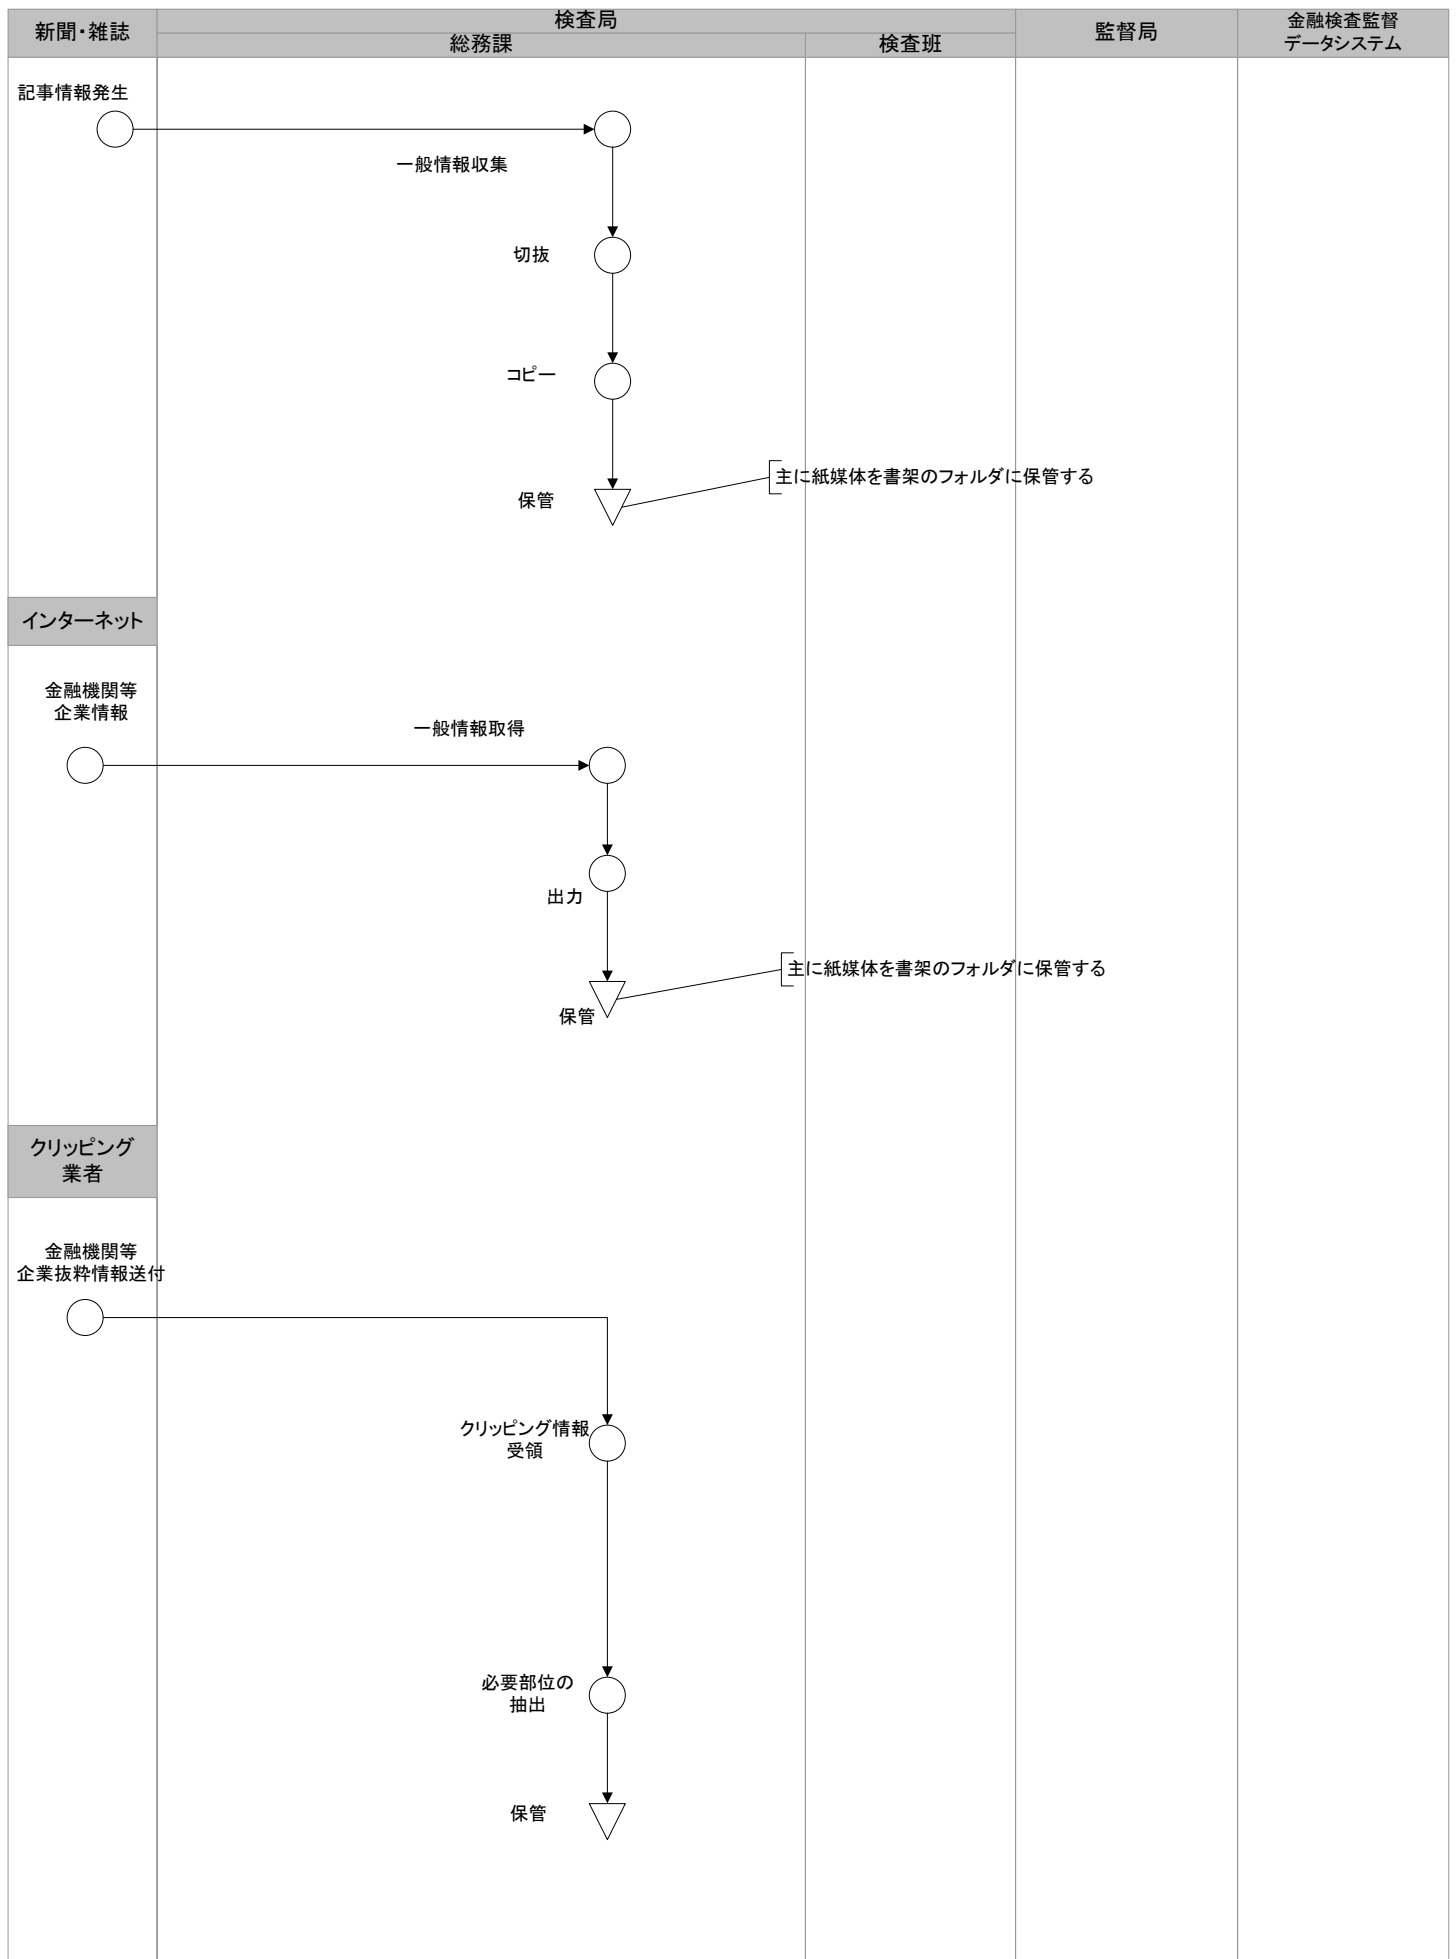 新聞・雑誌
検査局
総務課
検査班
監督局
金融検査監督
データシステム
記事情報発生
一般情報収集
切抜
コピー
保管
主に紙媒体を書架のフォルダに保管する
インターネット
金融機関等
企業情報
一般情報取得
出力
保管
主に紙媒体を書架のフォルダに保管する
クリッピング
業者
金融機関等
企業抜粋情報送付
クリッピング情報
受領
必要部位の
抽出
保管